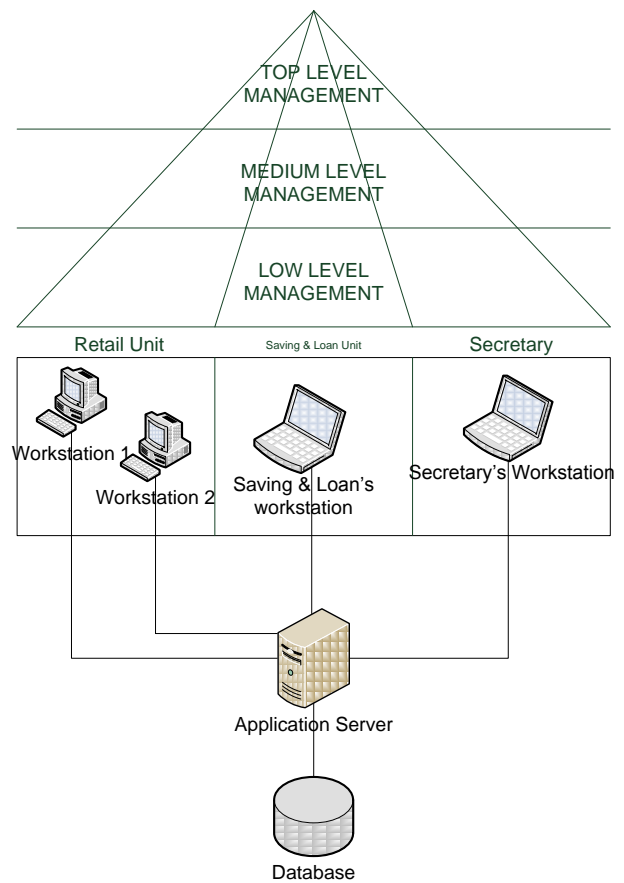 TOP LEVEL
MANAGEMENT
MEDIUM LEVEL
MANAGEMENT
LOW LEVEL
MANAGEMENT
Retail Unit
Saving & Loan Unit
Secretary
Workstation 1
Workstation 2
Saving & Loan's
workstation
Secretary's Workstation
Application Server
Database